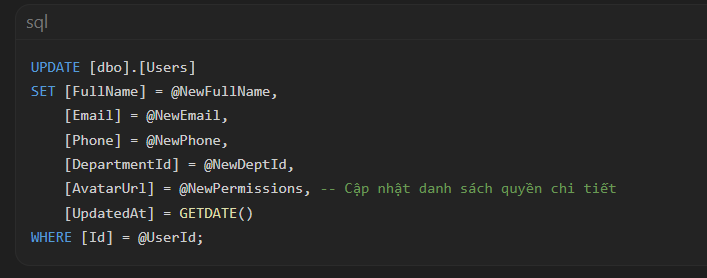 sql
UPDATE [dbo].[Users]
SET [FullName] = @NewFullName,
[Email] = @NewEmail,
[Phone] = @NewPhone,
[DepartmentId] = @NewDeptId,
[AvatarUrl] = @NewPermissions, -- Cập nhật danh sách quyền chi tiết
[UpdatedAt] = GETDATE()
WHERE [Id] = @UserId;